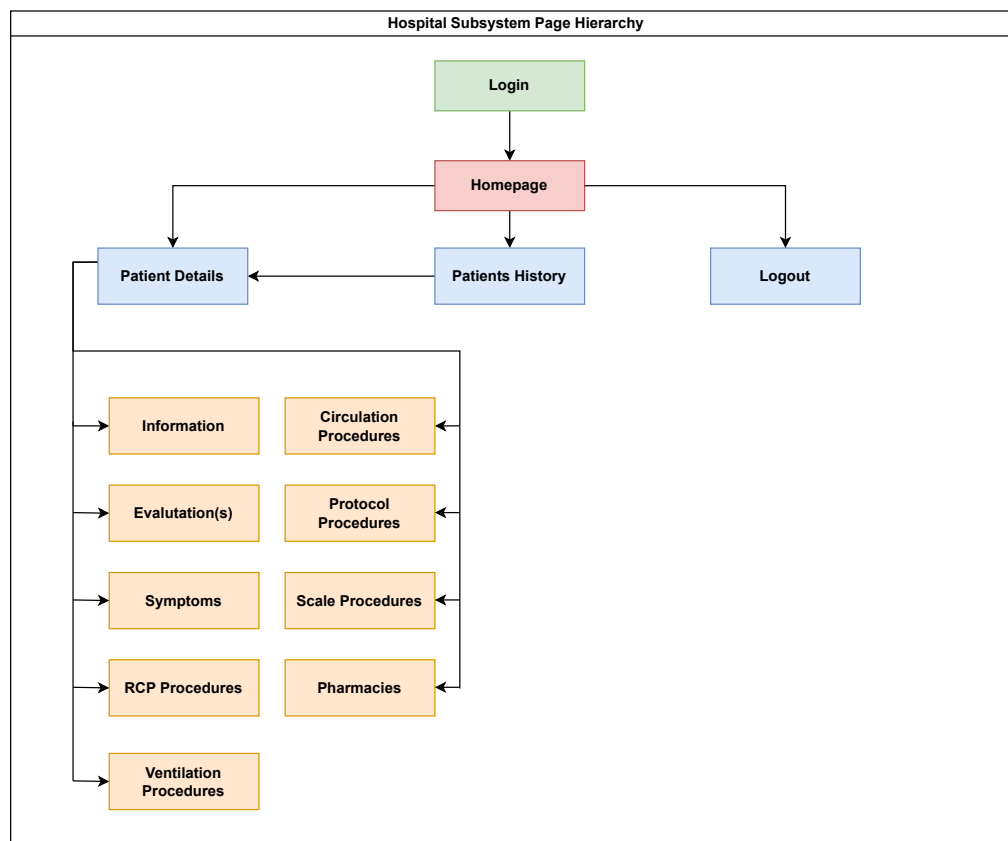 Hospital Subsystem Page Hierarchy
Login
Homepage
Patient Details
Patients History
Logout
Information
Circulation
Procedures
Evalutation(s)
Protocol
Procedures
Symptoms
Scale Procedures
RCP Procedures
Pharmacies
Ventilation
Procedures